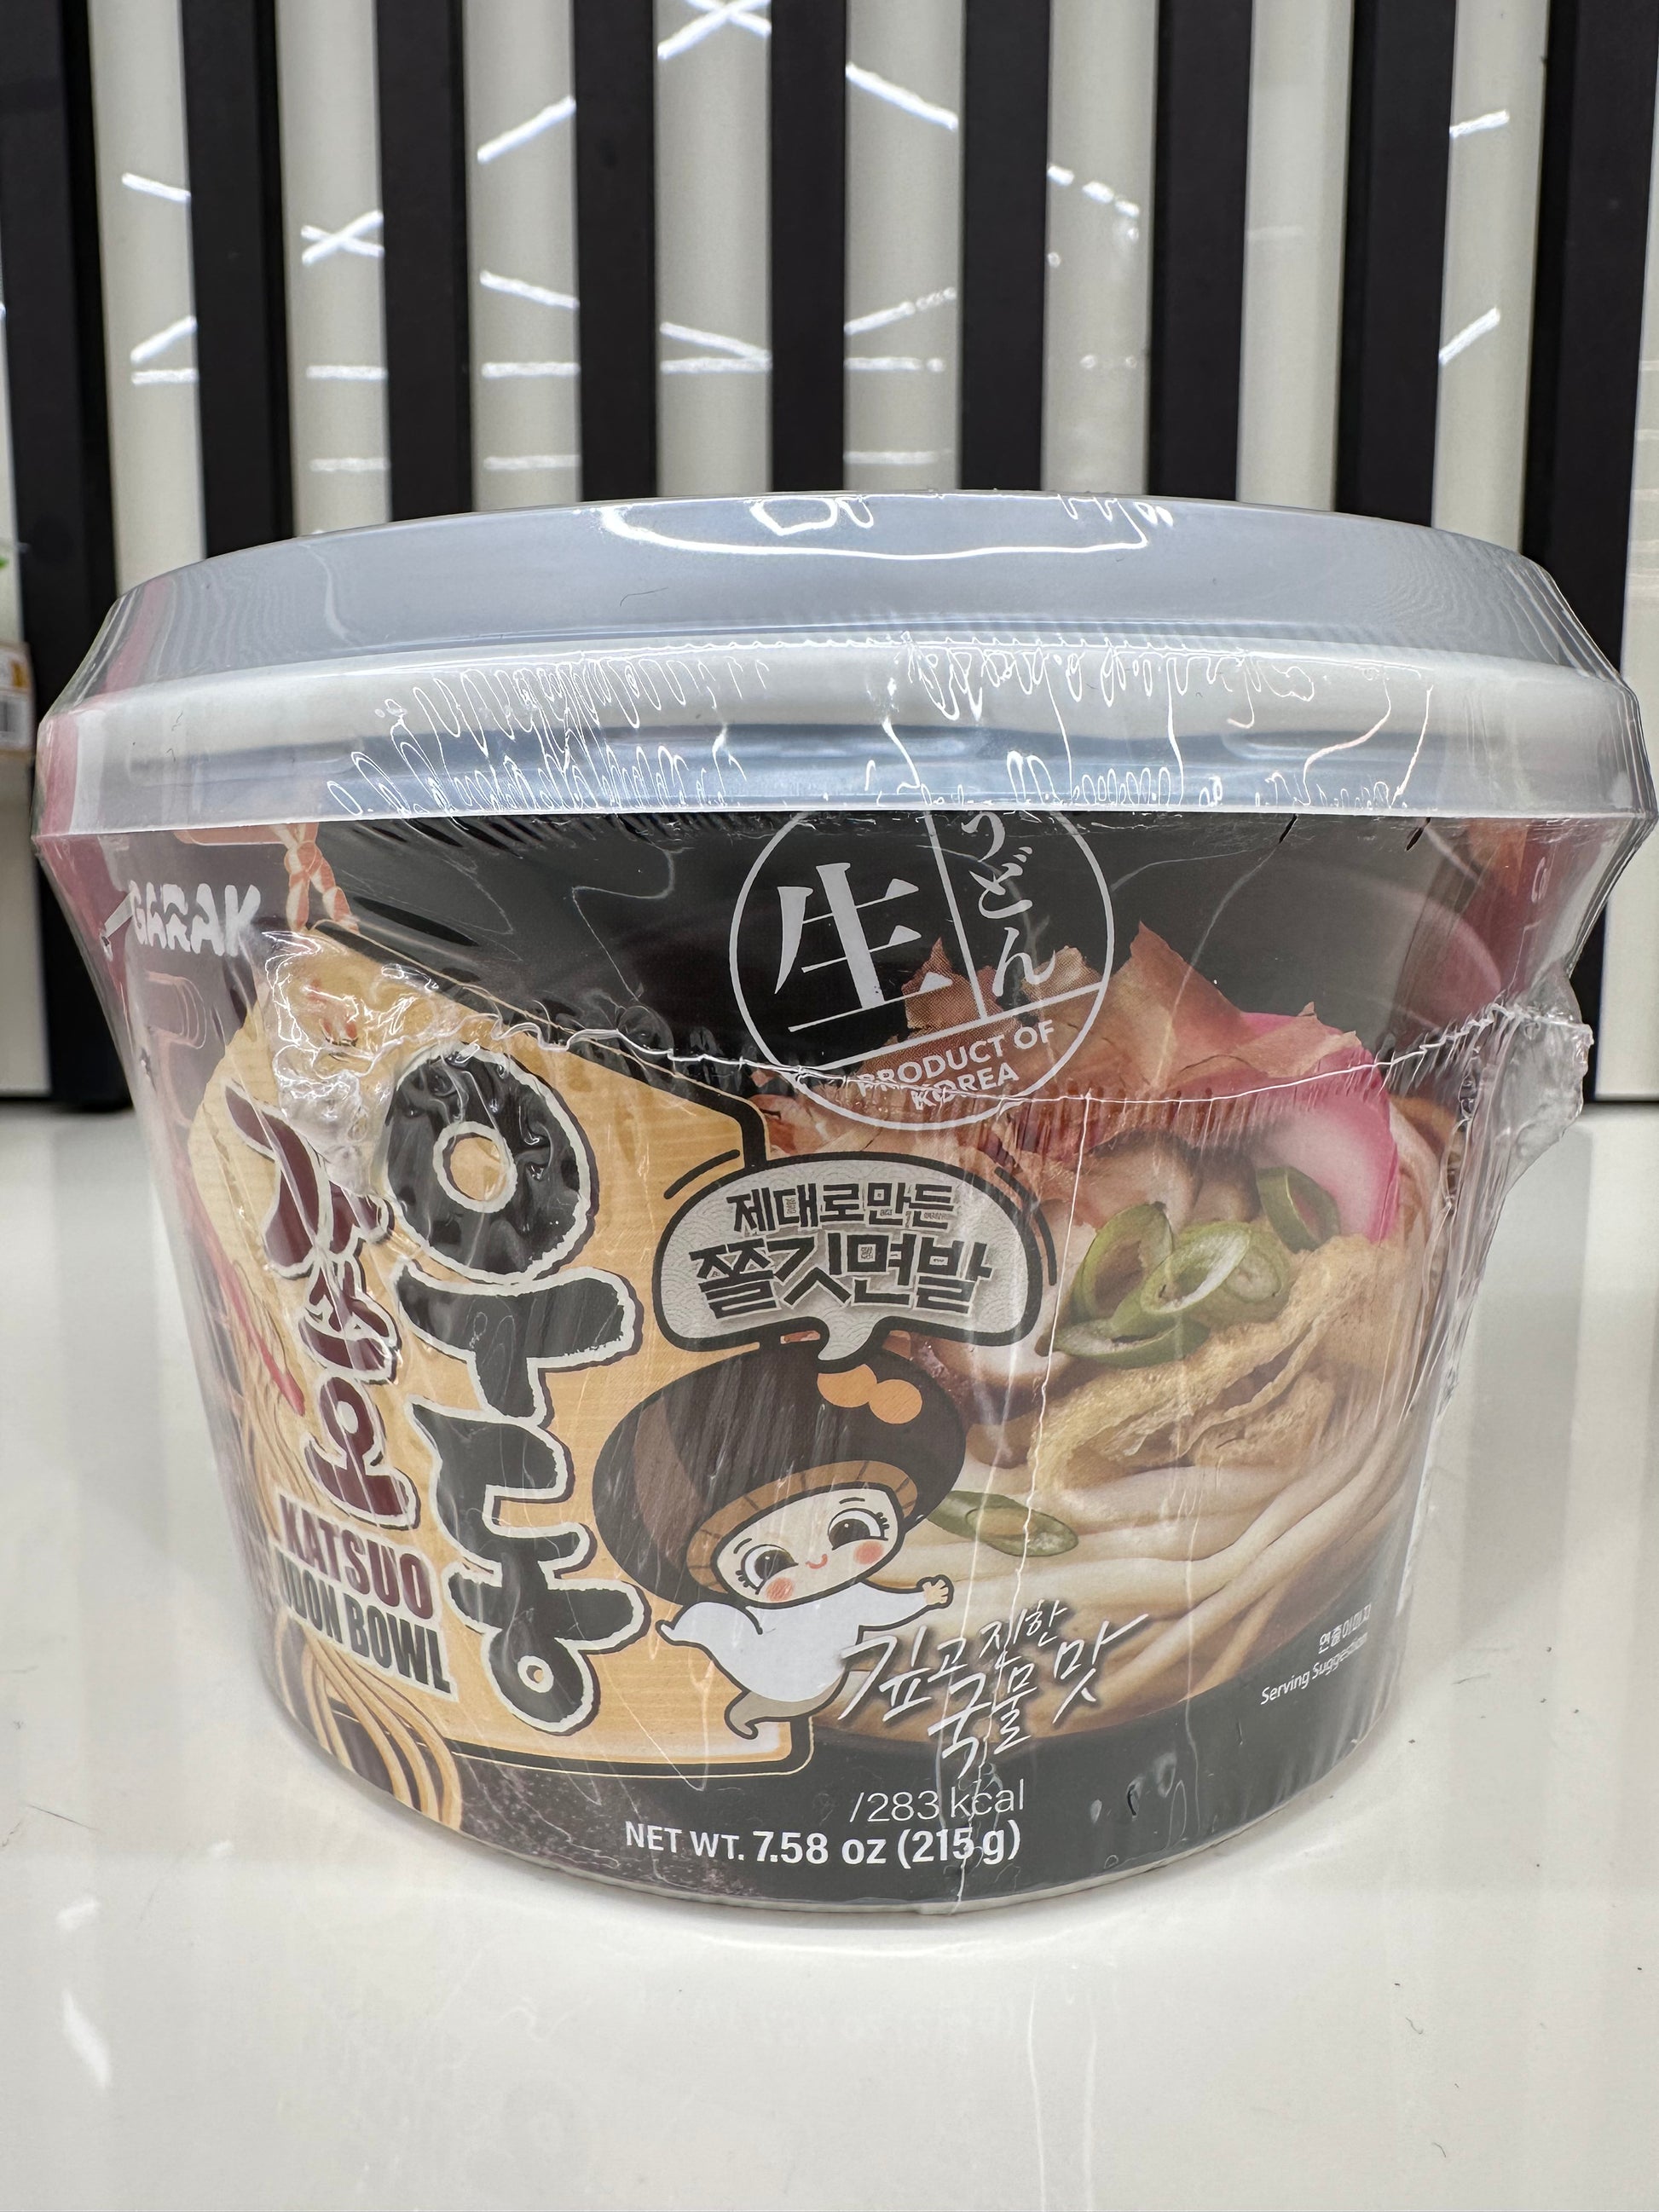 GARAK
生
うどん
PRODUCT OF
KOREA
가쓰오
우동
KATSUO
UDON BOWL
제대로만든
쫄깃면발
깊고 진한
국물 맛
연출이미지
Serving Suggestion
/283 kcal
NET WT. 7.58 oz (215 g)